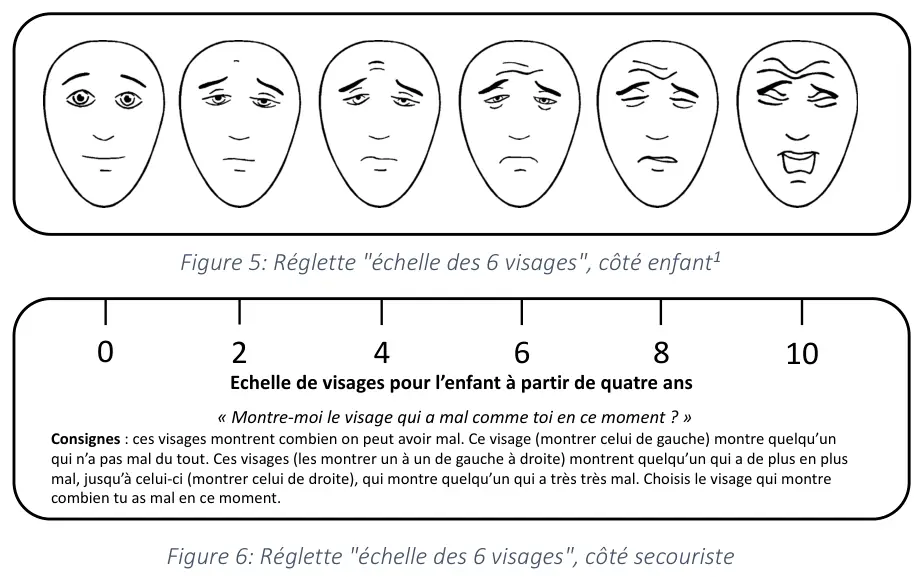 Figure 5: Réglette "échelle des 6 visages", côté enfant¹
0 2 4 6 8 10
Echelle de visages pour l’enfant à partir de quatre ans
« Montre-moi le visage qui a mal comme toi en ce moment ? »
Consignes : ces visages montrent combien on peut avoir mal. Ce visage (montrer celui de gauche) montre quelqu’un
qui n’a pas mal du tout. Ces visages (les montrer un à un de gauche à droite) montrent quelqu’un qui a de plus en plus
mal, jusqu’à celui-ci (montrer celui de droite), qui montre quelqu’un qui a très très mal. Choisis le visage qui montre
combien tu as mal en ce moment.
Figure 6: Réglette "échelle des 6 visages", côté secouriste